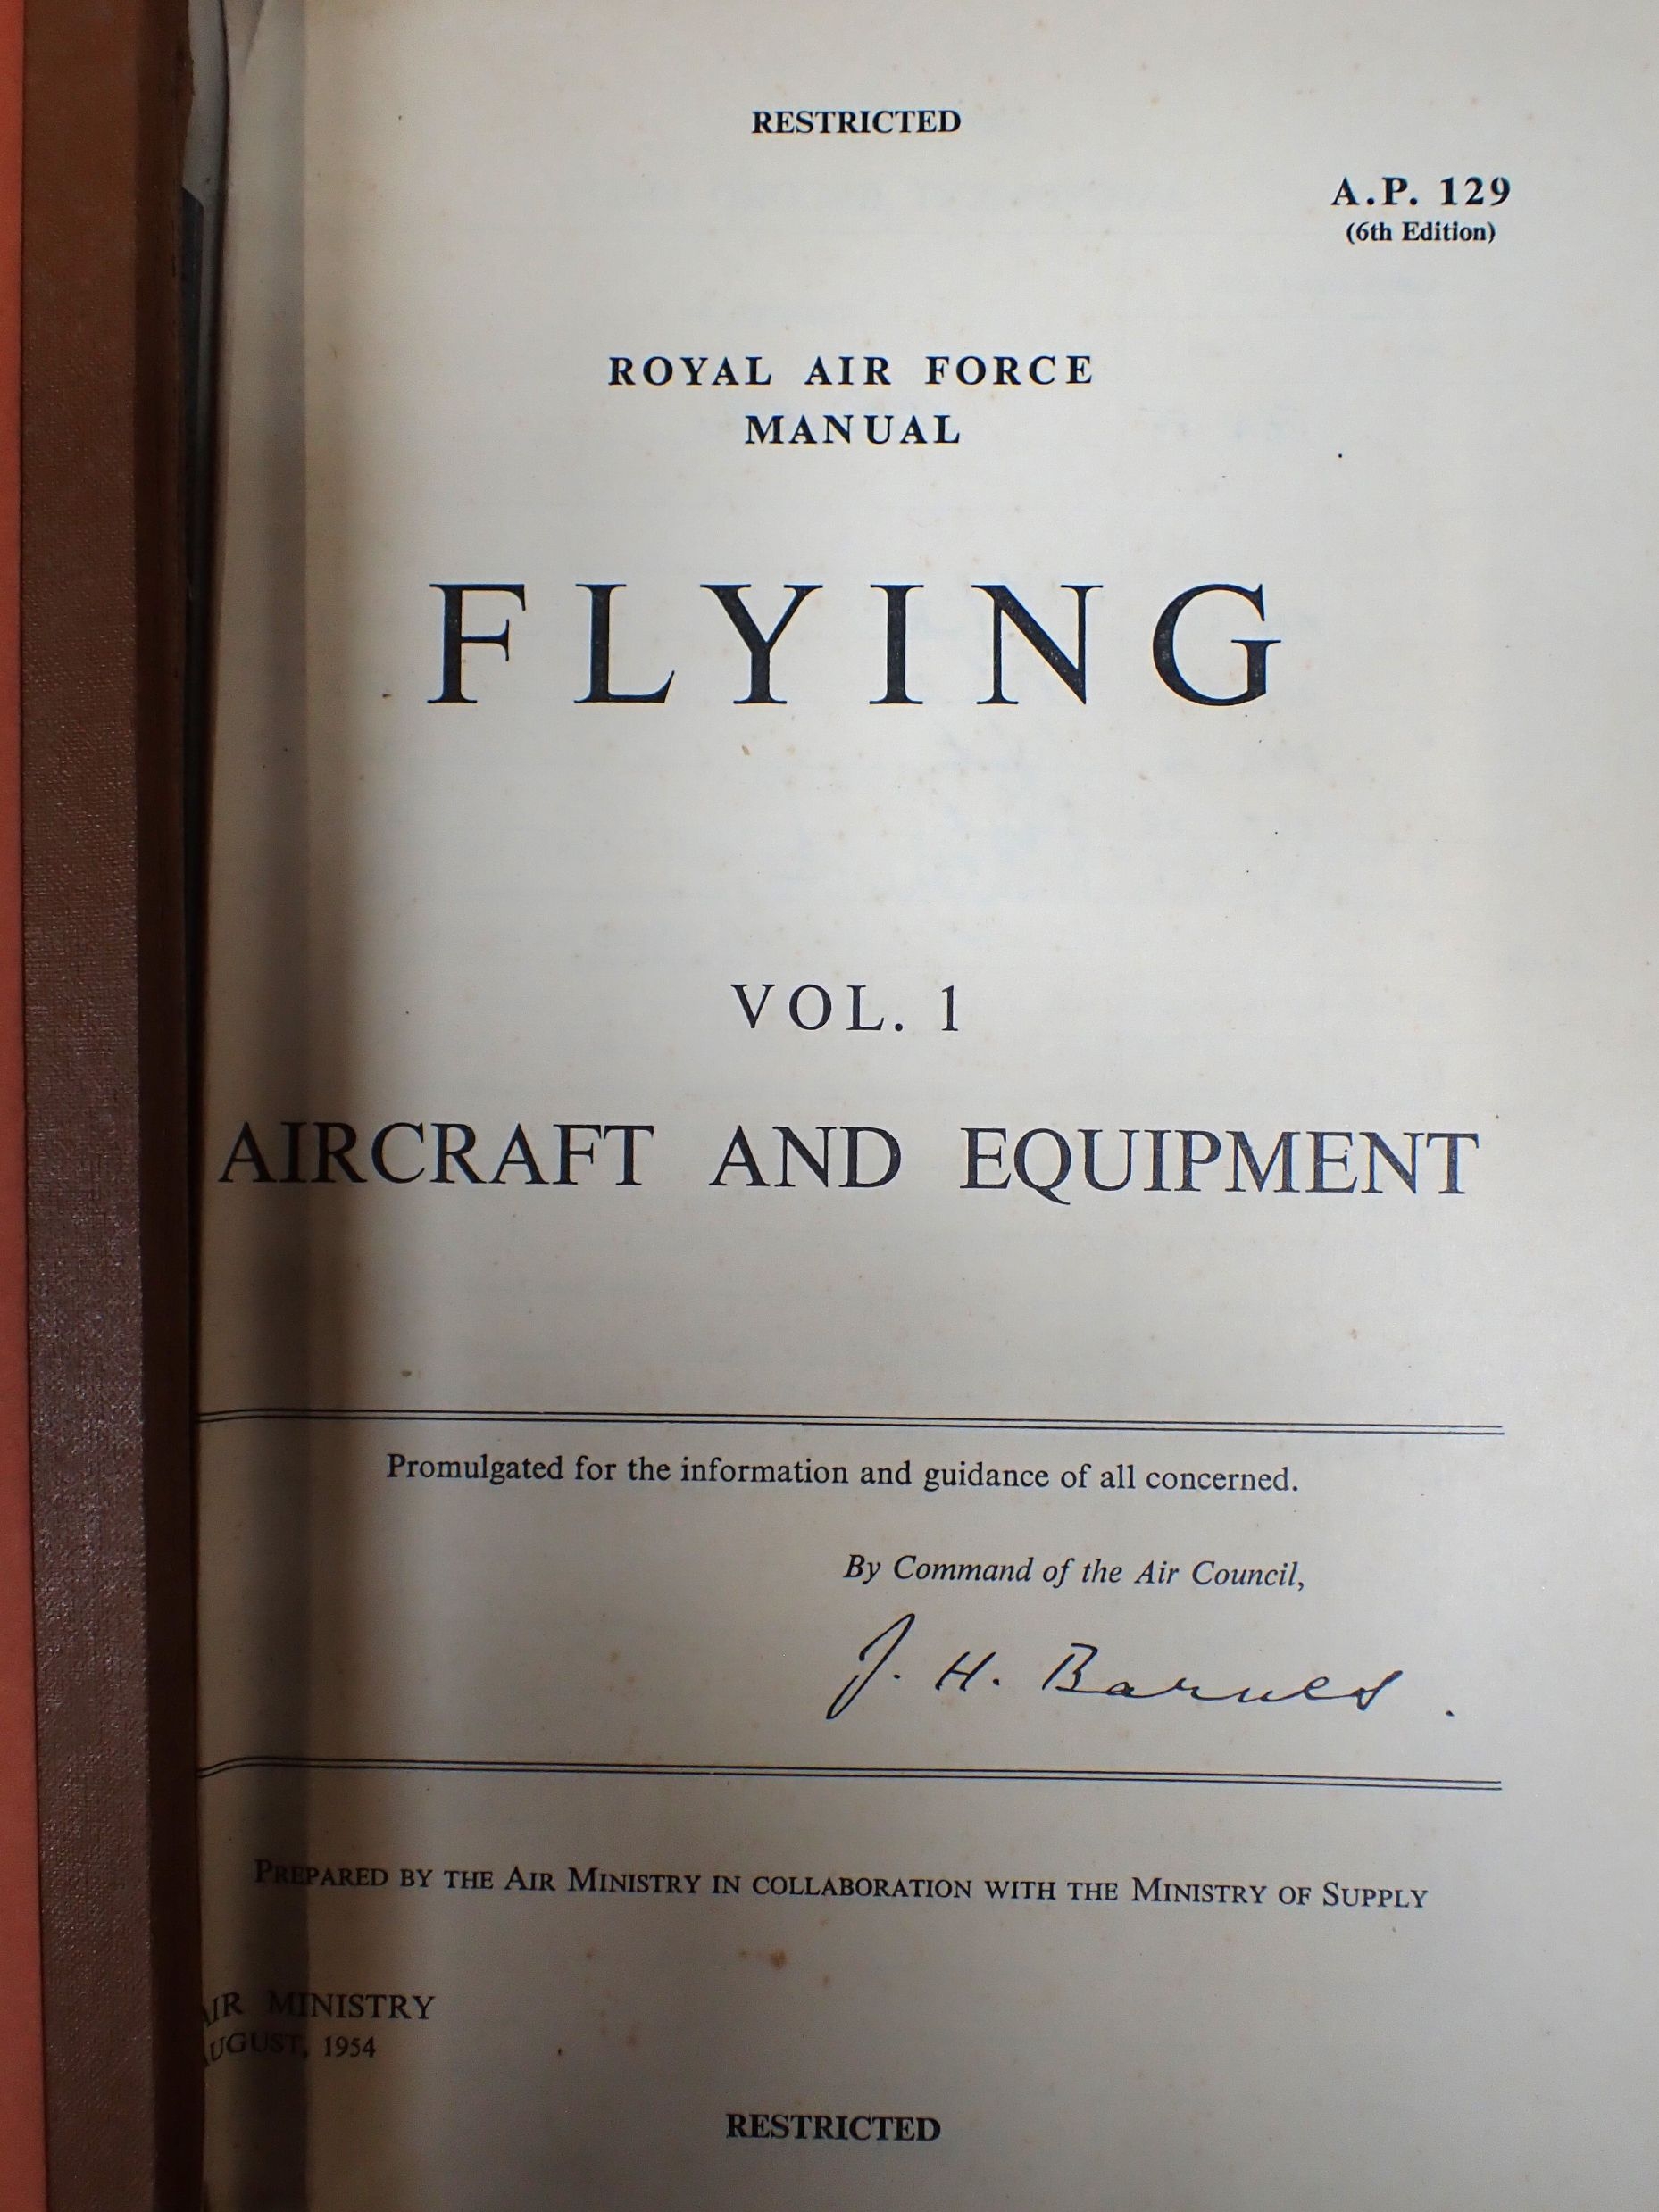 RESTRICTED
A.P. 129
(6th Edition)
ROYAL AIR FORCE
MANUAL
FLYING
VOL. 1
AIRCRAFT AND EQUIPMENT
Promulgated for the information and guidance of all concerned.
By Command of the Air Council,
J. H. Barnes.
PREPARED BY THE AIR MINISTRY IN COLLABORATION WITH THE MINISTRY OF SUPPLY
AIR MINISTRY
AUGUST, 1954
RESTRICTED